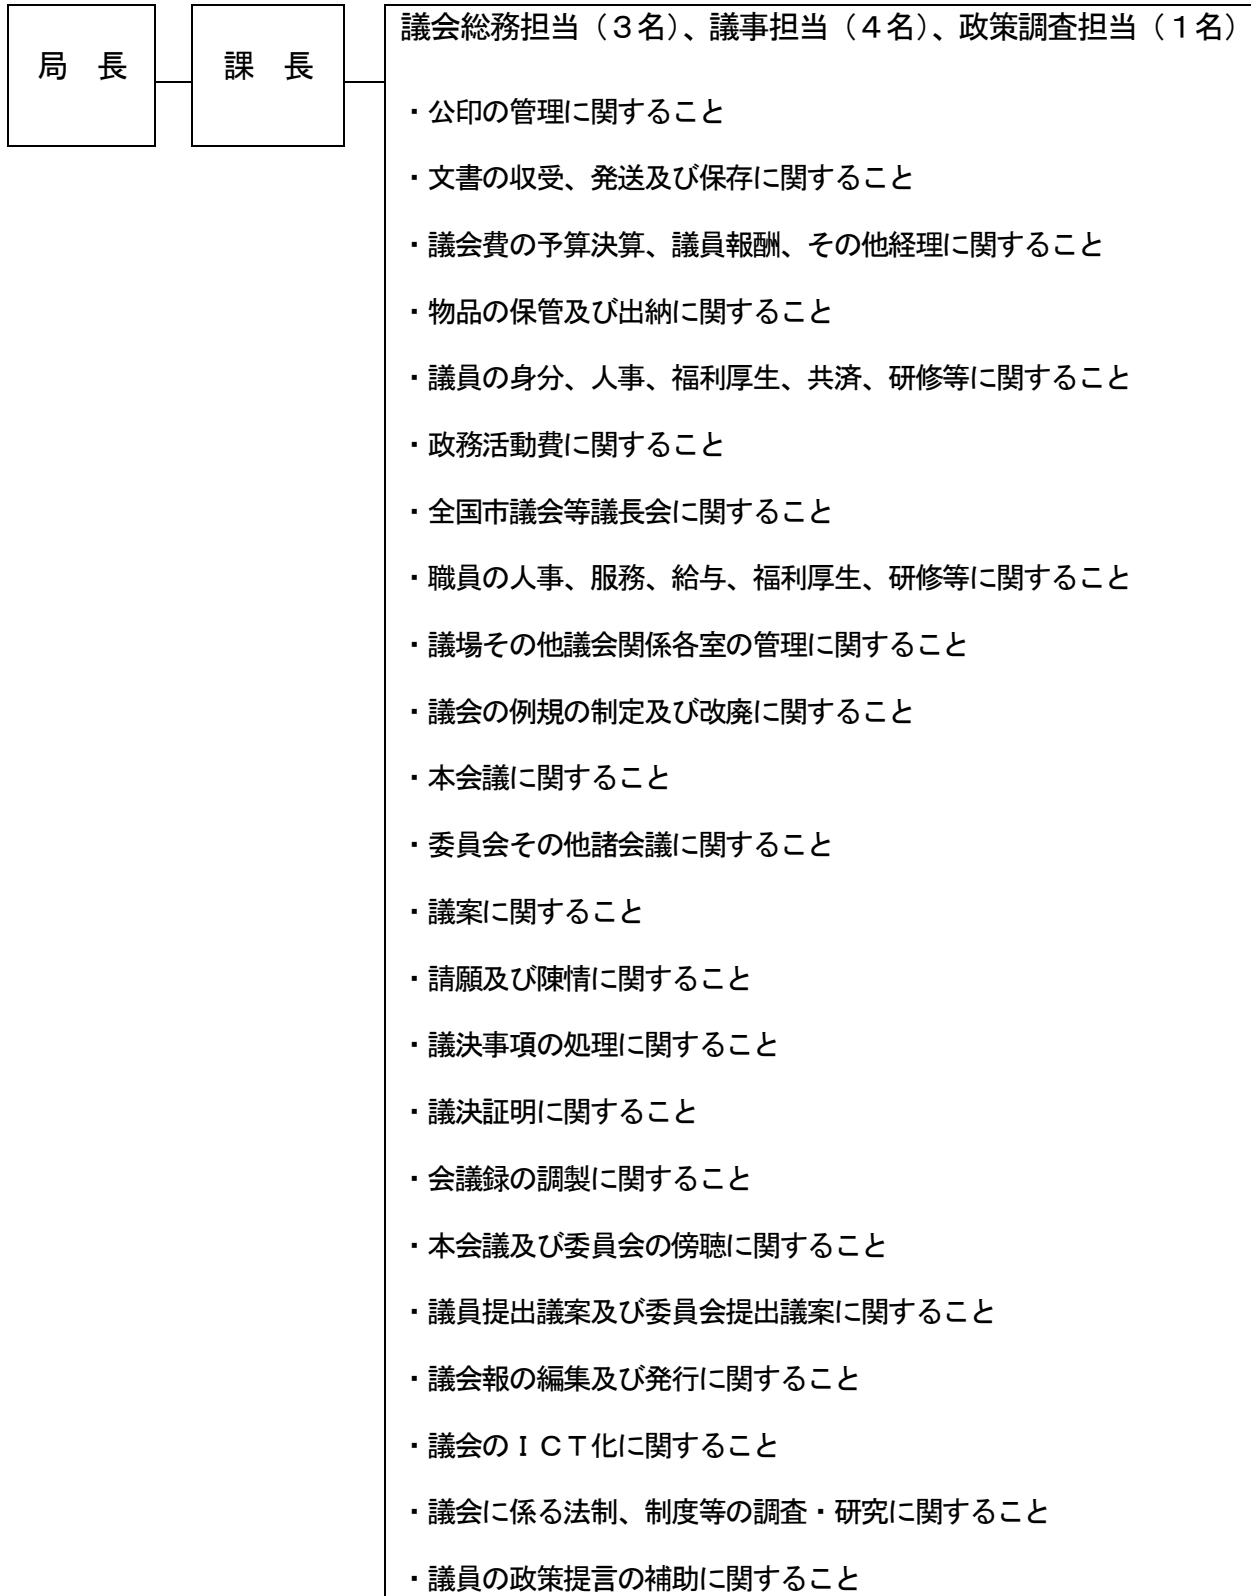 局　長
課　長
議会総務担当（３名）、議事担当（４名）、政策調査担当（１名）
・公印の管理に関すること
・文書の収受、発送及び保存に関すること
・議会費の予算決算、議員報酬、その他経理に関すること
・物品の保管及び出納に関すること
・議員の身分、人事、福利厚生、共済、研修等に関すること
・政務活動費に関すること
・全国市議会等議長会に関すること
・職員の人事、服務、給与、福利厚生、研修等に関すること
・議場その他議会関係各室の管理に関すること
・議会の例規の制定及び改廃に関すること
・本会議に関すること
・委員会その他諸会議に関すること
・議案に関すること
・請願及び陳情に関すること
・議決事項の処理に関すること
・議決証明に関すること
・会議録の調製に関すること
・本会議及び委員会の傍聴に関すること
・議員提出議案及び委員会提出議案に関すること
・議会報の編集及び発行に関すること
・議会のＩＣＴ化に関すること
・議会に係る法制、制度等の調査・研究に関すること
・議員の政策提言の補助に関すること